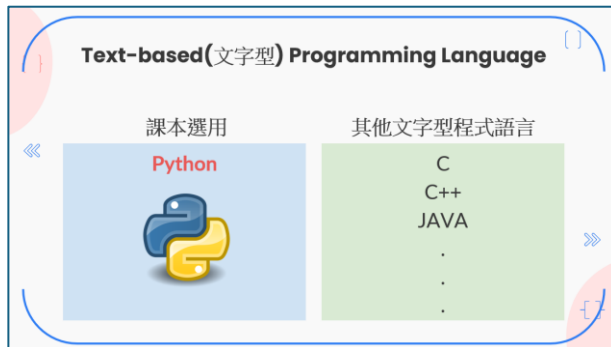 Text-based(文字型) Programming Language
課本選用
Python
其他文字型程式語言
C
C++
JAVA
.
.
.